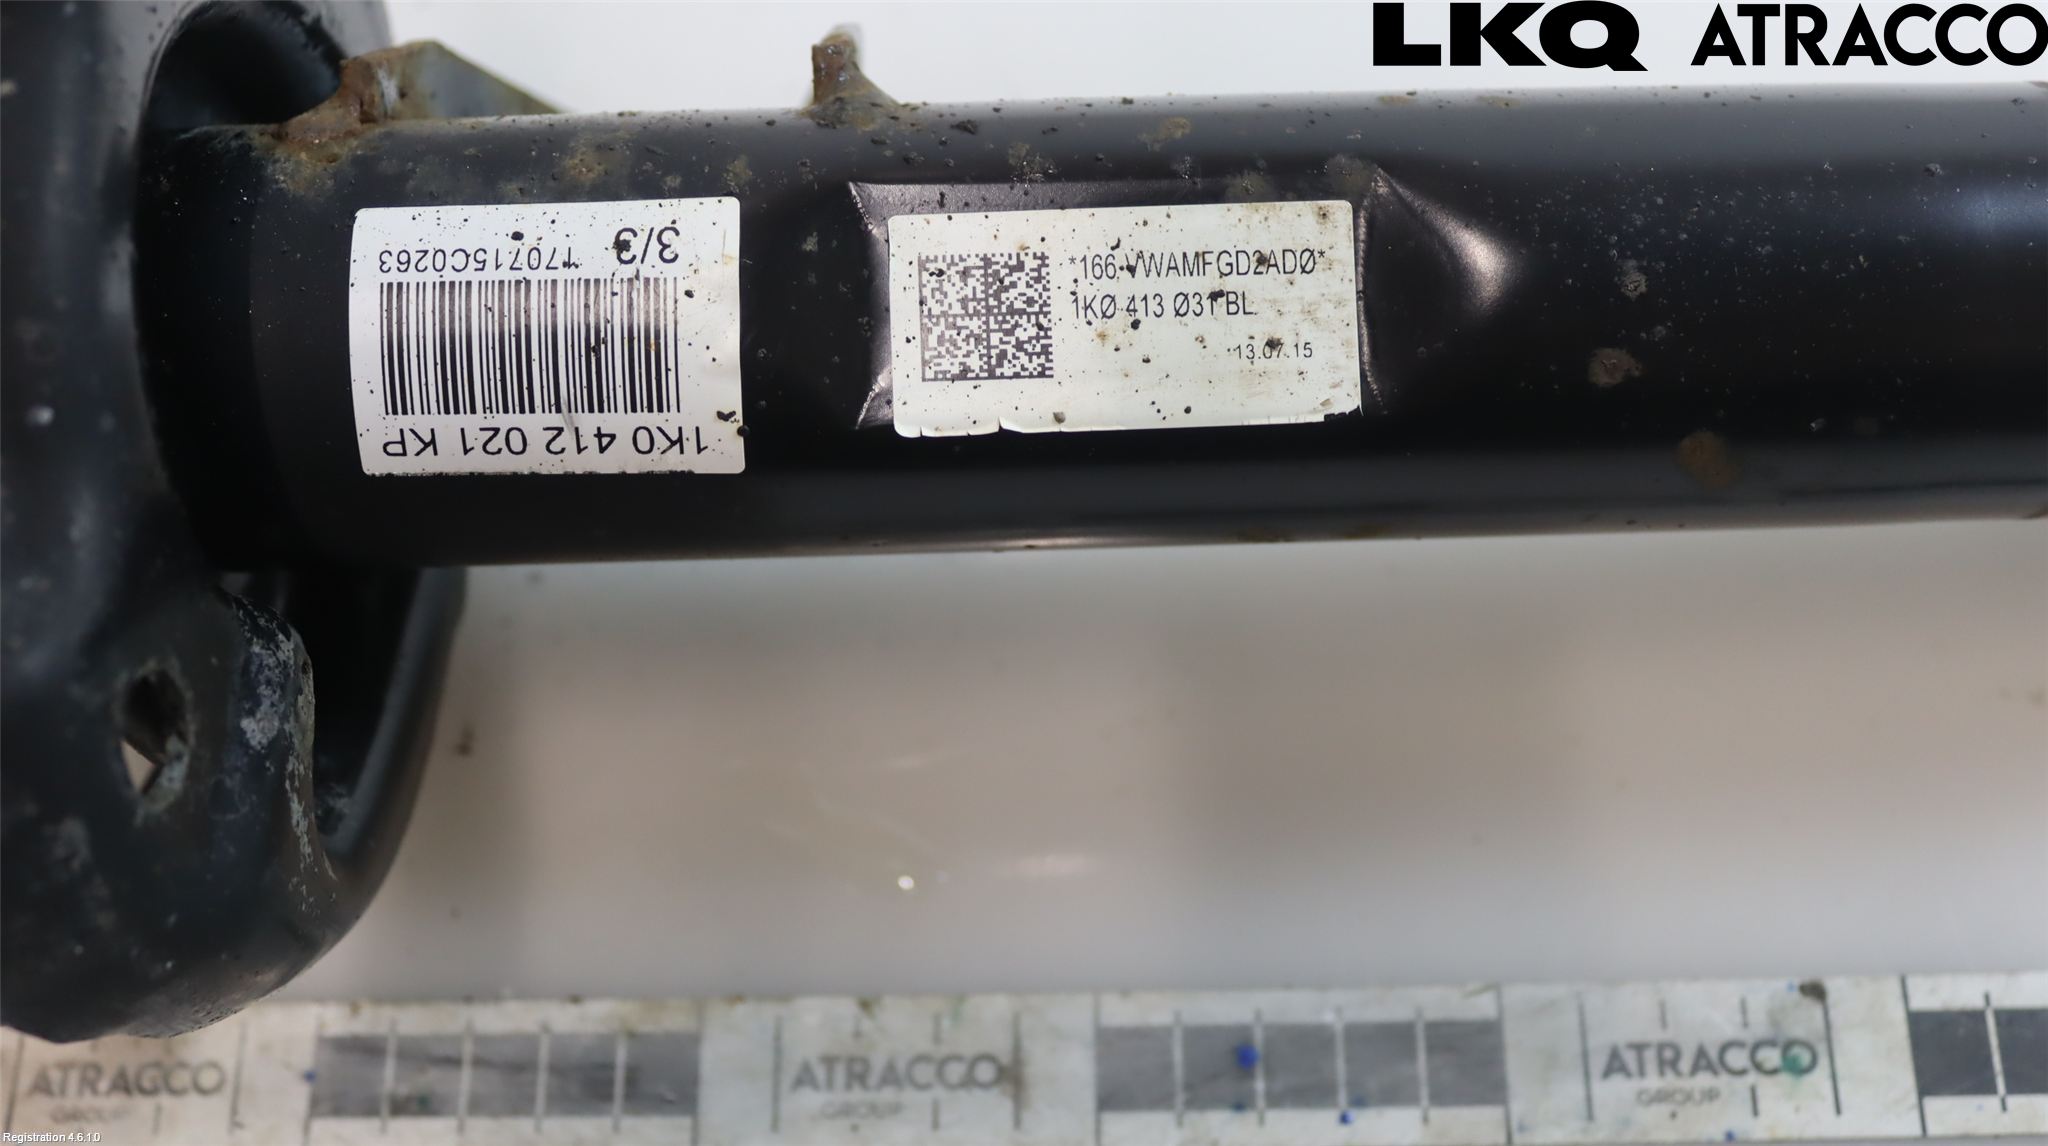 LKQ ATRACCO
1K0 412 021 KP
170715C0263 3/3
*166 VWAMFGD2ADØ*
1KØ 413 Ø31 BL
13.07.15
ATRACCO
GROUP
ATRACCO
GROUP
ATRACCO
GROUP
Registration 4.6.1.0